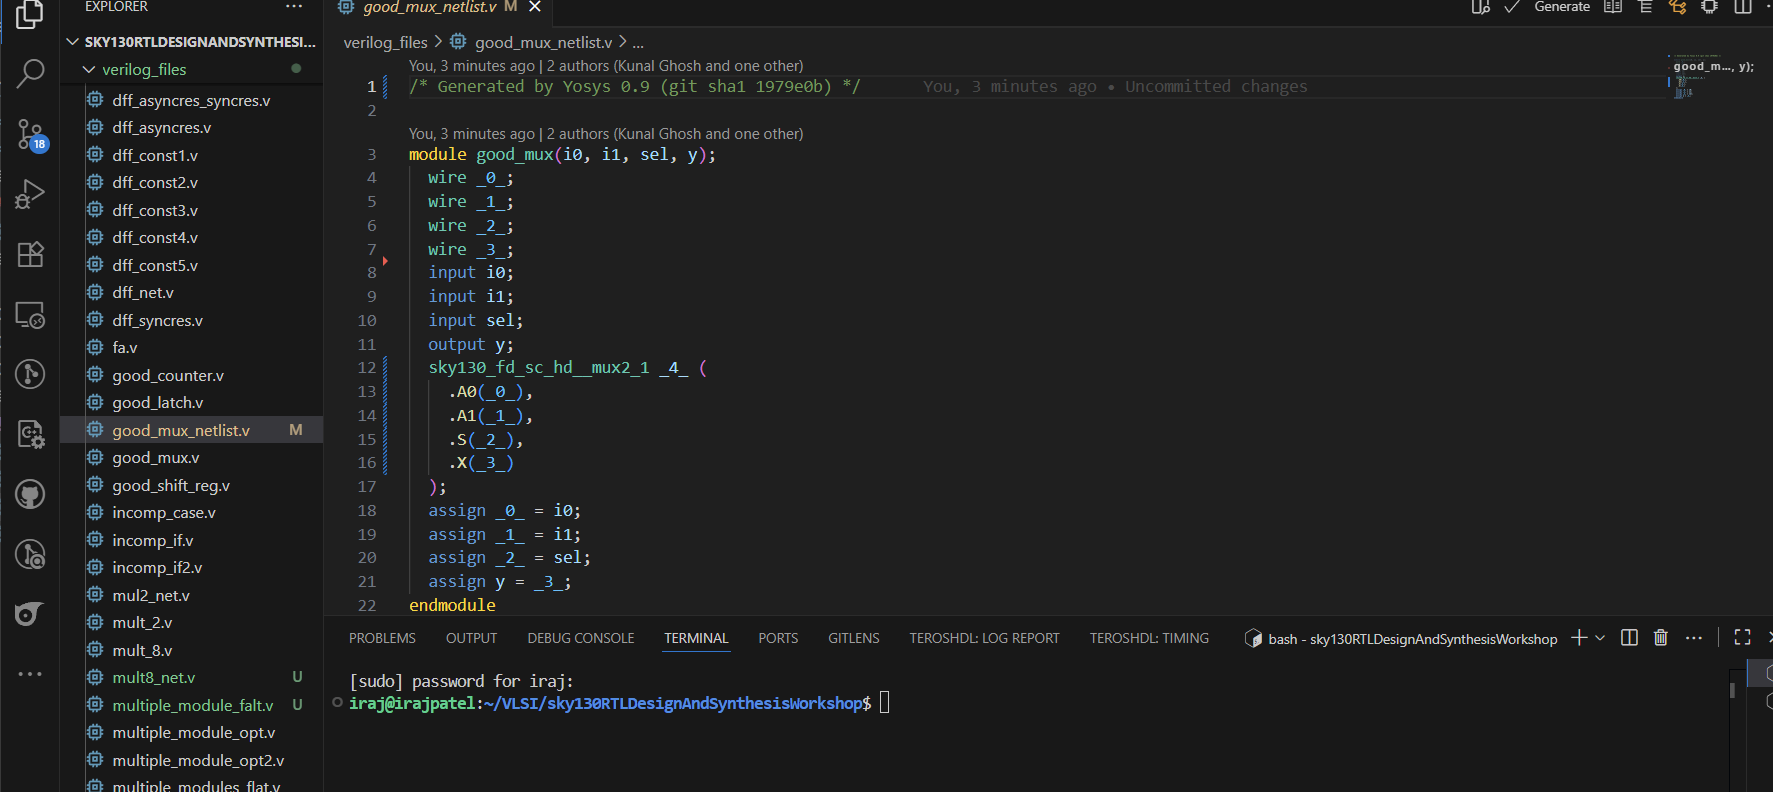 EXPLORER
SKY130RTLDESIGNANDSYNTHESI...
verilog_files
dff_asyncres_syncres.v
dff_asyncres.v
dff_const1.v
dff_const2.v
dff_const3.v
dff_const4.v
dff_const5.v
dff_net.v
dff_syncres.v
fa.v
good_counter.v
good_latch.v
good_mux_netlist.v M
good_mux.v
good_shift_reg.v
incomp_case.v
incomp_if.v
incomp_if2.v
mul2_net.v
mult_2.v
mult_8.v
mult8_net.v U
multiple_module_falt.v U
multiple_module_opt.v
multiple_module_opt2.v
multiple_modules_flat.v
18
good_mux_netlist.v M
Generate
verilog_files > good_mux_netlist.v > ...
You, 3 minutes ago | 2 authors (Kunal Ghosh and one other)
1 /* Generated by Yosys 0.9 (git sha1 1979e0b) */ You, 3 minutes ago • Uncommitted changes
2
You, 3 minutes ago | 2 authors (Kunal Ghosh and one other)
3 module good_mux(i0, i1, sel, y);
4 wire _0_;
5 wire _1_;
6 wire _2_;
7 wire _3_;
8 input i0;
9 input i1;
10 input sel;
11 output y;
12 sky130_fd_sc_hd__mux2_1 _4_ (
13 .A0(_0_),
14 .A1(_1_),
15 .S(_2_),
16 .X(_3_)
17 );
18 assign _0_ = i0;
19 assign _1_ = i1;
20 assign _2_ = sel;
21 assign y = _3_;
22 endmodule
good_m..., y);
PROBLEMS OUTPUT DEBUG CONSOLE TERMINAL PORTS GITLENS TEROSHDL: LOG REPORT TEROSHDL: TIMING bash - sky130RTLDesignAndSynthesisWorkshop
[sudo] password for iraj:
iraj@irajpatel:~/VLSI/sky130RTLDesignAndSynthesisWorkshop$